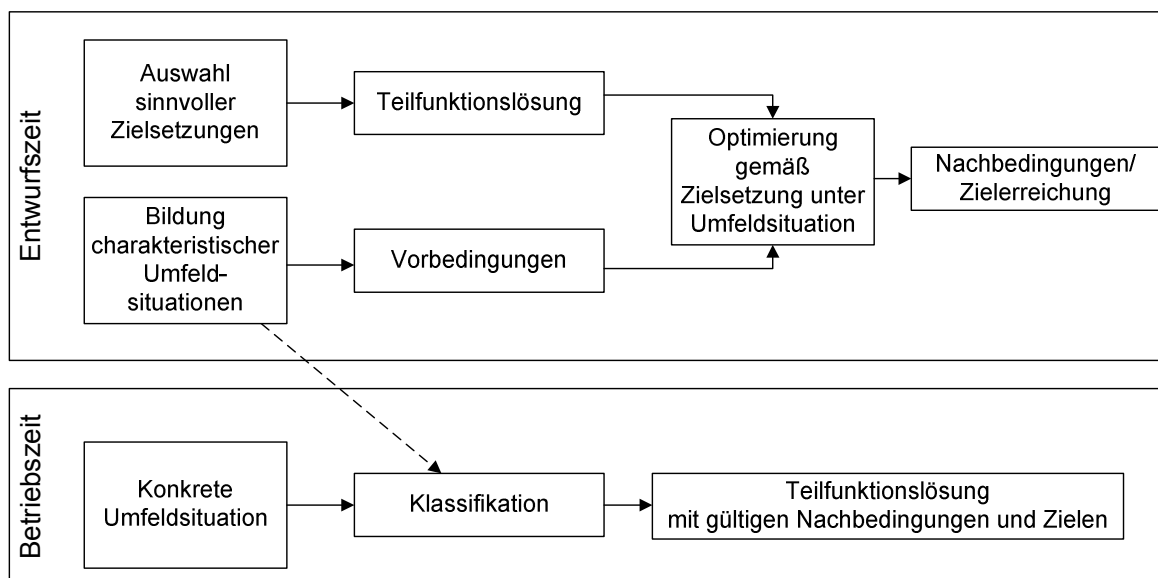 Entwurfszeit
Auswahl
sinnvoller
Zielsetzungen
Teilfunktionslösung
Bildung
charakteristischer
Umfeld-
situationen
Vorbedingungen
Optimierung
gemäß
Zielsetzung unter
Umfeldsituation
Nachbedingungen/
Zielerreichung
Betriebszeit
Konkrete
Umfeldsituation
Klassifikation
Teilfunktionslösung
mit gültigen Nachbedingungen und Zielen